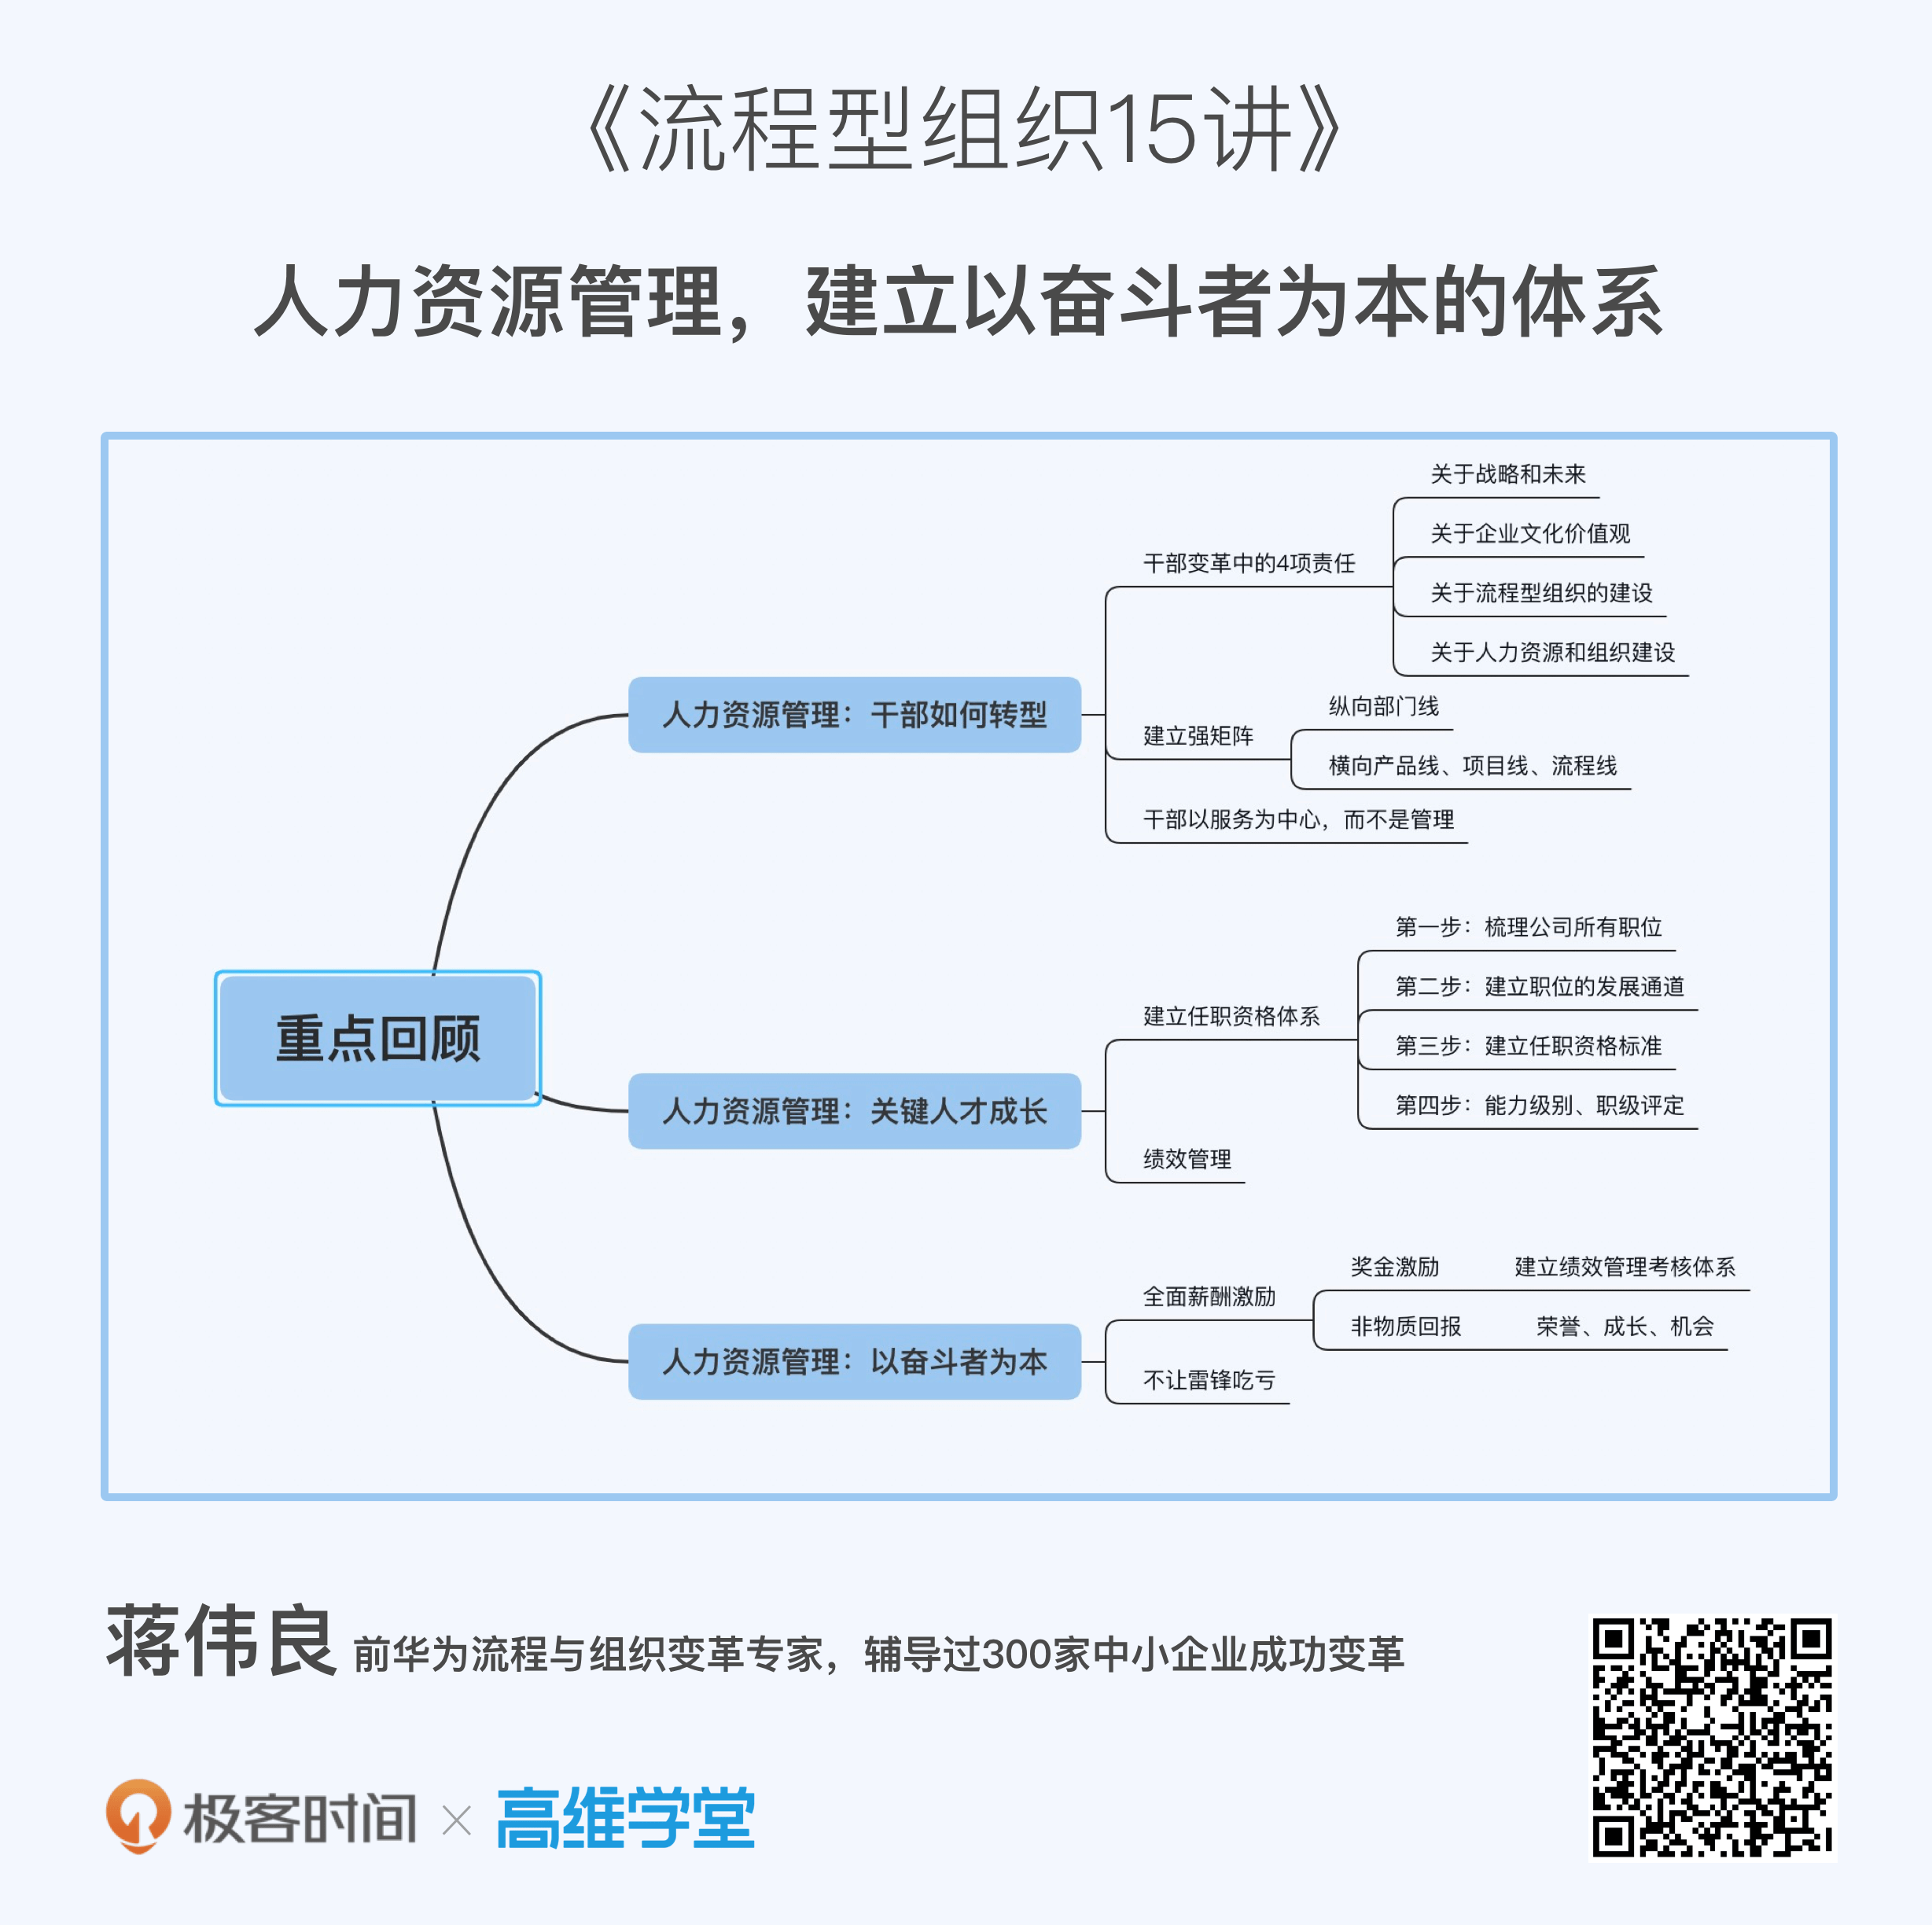 《流程型组织15讲》
人力资源管理，建立以奋斗者为本的体系
重点回顾
人力资源管理：干部如何转型
干部变革中的4项责任
关于战略和未来
关于企业文化价值观
关于流程型组织的建设
关于人力资源和组织建设
建立强矩阵
纵向部门线
横向产品线、项目线、流程线
干部以服务为中心，而不是管理
人力资源管理：关键人才成长
建立任职资格体系
第一步：梳理公司所有职位
第二步：建立职位的发展通道
第三步：建立任职资格标准
第四步：能力级别、职级评定
绩效管理
人力资源管理：以奋斗者为本
全面薪酬激励
奖金激励 建立绩效管理考核体系
非物质回报 荣誉、成长、机会
不让雷锋吃亏
蒋伟良 前华为流程与组织变革专家，辅导过300家中小企业成功变革
极客时间 × 高维学堂